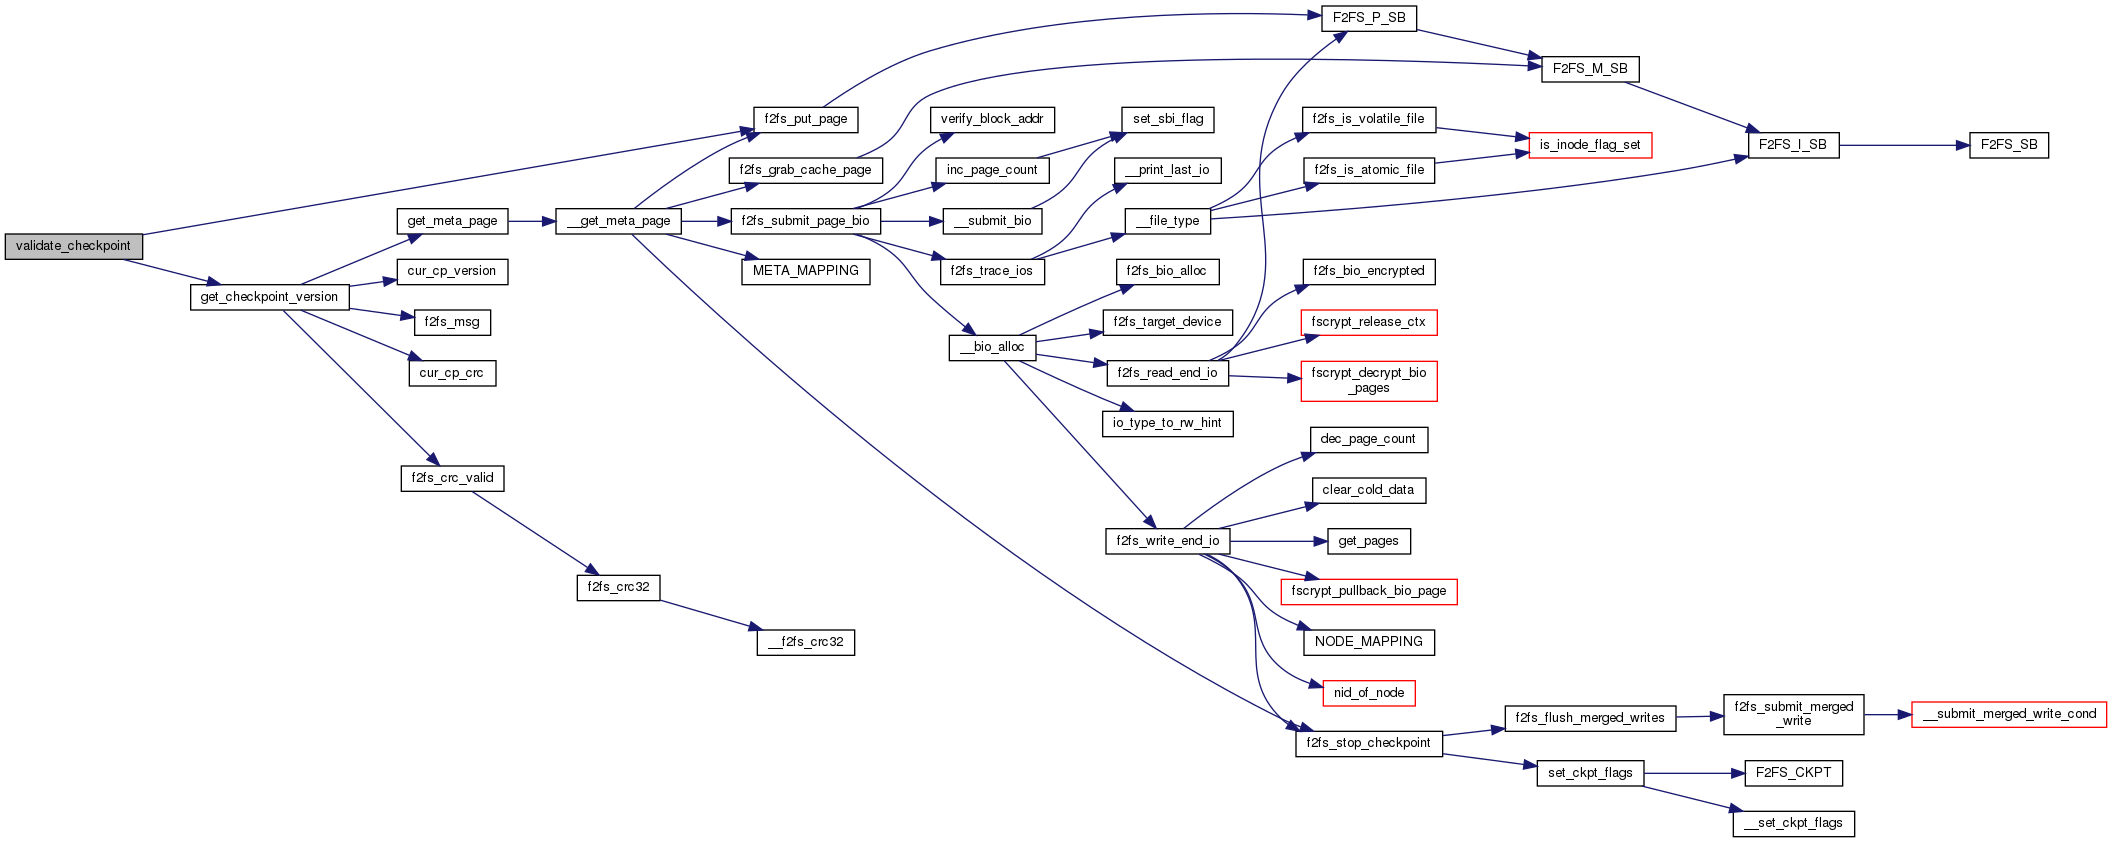 validate_checkpoint
get_checkpoint_version
get_meta_page
cur_cp_version
f2fs_msg
cur_cp_crc
f2fs_crc_valid
__get_meta_page
f2fs_crc32
f2fs_put_page
f2fs_grab_cache_page
f2fs_submit_page_bio
META_MAPPING
__f2fs_crc32
verify_block_addr
inc_page_count
__submit_bio
f2fs_trace_ios
__bio_alloc
set_sbi_flag
__print_last_io
__file_type
f2fs_bio_alloc
f2fs_target_device
f2fs_read_end_io
io_type_to_rw_hint
f2fs_write_end_io
F2FS_P_SB
f2fs_is_volatile_file
f2fs_is_atomic_file
f2fs_bio_encrypted
fscrypt_release_ctx
fscrypt_decrypt_bio
_pages
dec_page_count
clear_cold_data
get_pages
fscrypt_pullback_bio_page
NODE_MAPPING
nid_of_node
f2fs_stop_checkpoint
F2FS_M_SB
is_inode_flag_set
f2fs_flush_merged_writes
set_ckpt_flags
F2FS_I_SB
f2fs_submit_merged
_write
F2FS_CKPT
__set_ckpt_flags
F2FS_SB
__submit_merged_write_cond